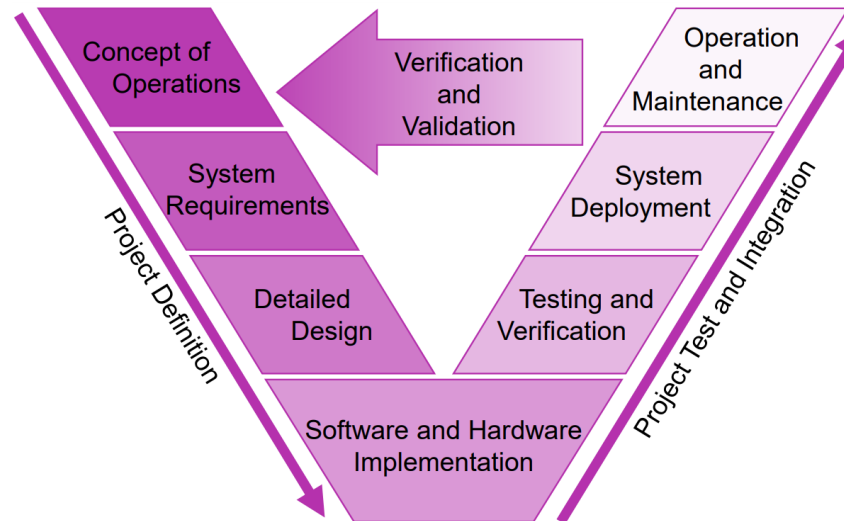 Concept of
Operations
Verification
and
Validation
Operation
and
Maintenance
System
Requirements
System
Deployment
Detailed
Design
Testing and
Verification
Software and Hardware
Implementation
Project Definition
Project Test and Integration